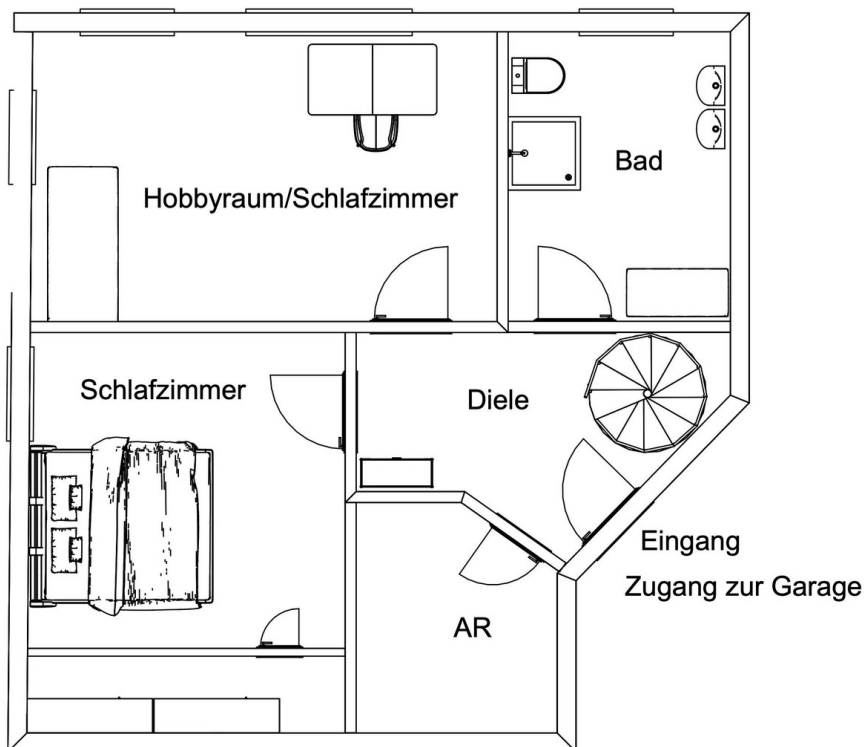 Bad
Hobbyraum/Schlafzimmer
Schlafzimmer
Diele
Eingang
Zugang zur Garage
AR